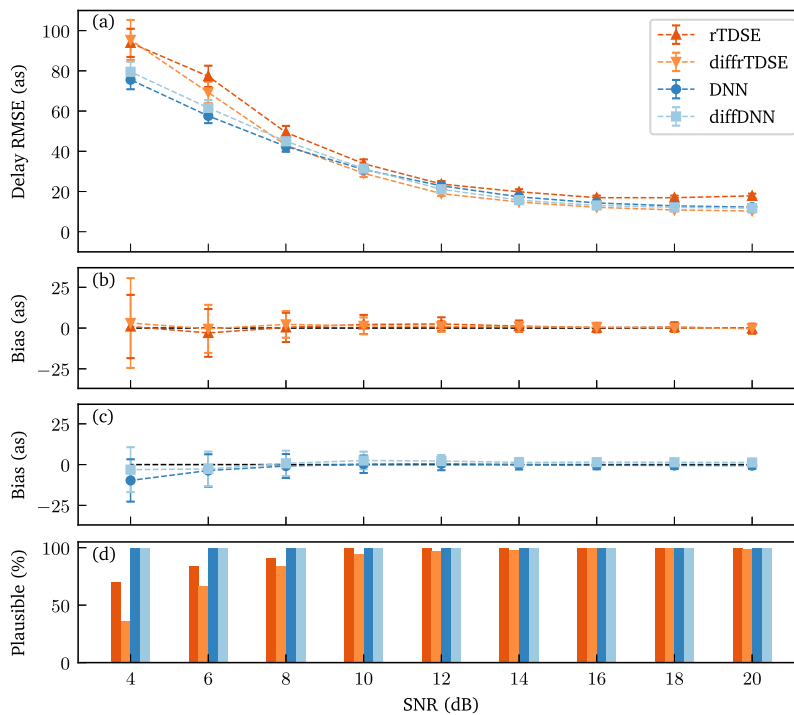 (a)
rTDSE
diffrTDSE
DNN
diffDNN
Delay RMSE (as)
100
80
60
40
20
0
(b)
Bias (as)
25
0
−25
(c)
Bias (as)
25
0
−25
(d)
Plausible (%)
100
50
0
4 6 8 10 12 14 16 18 20
SNR (dB)